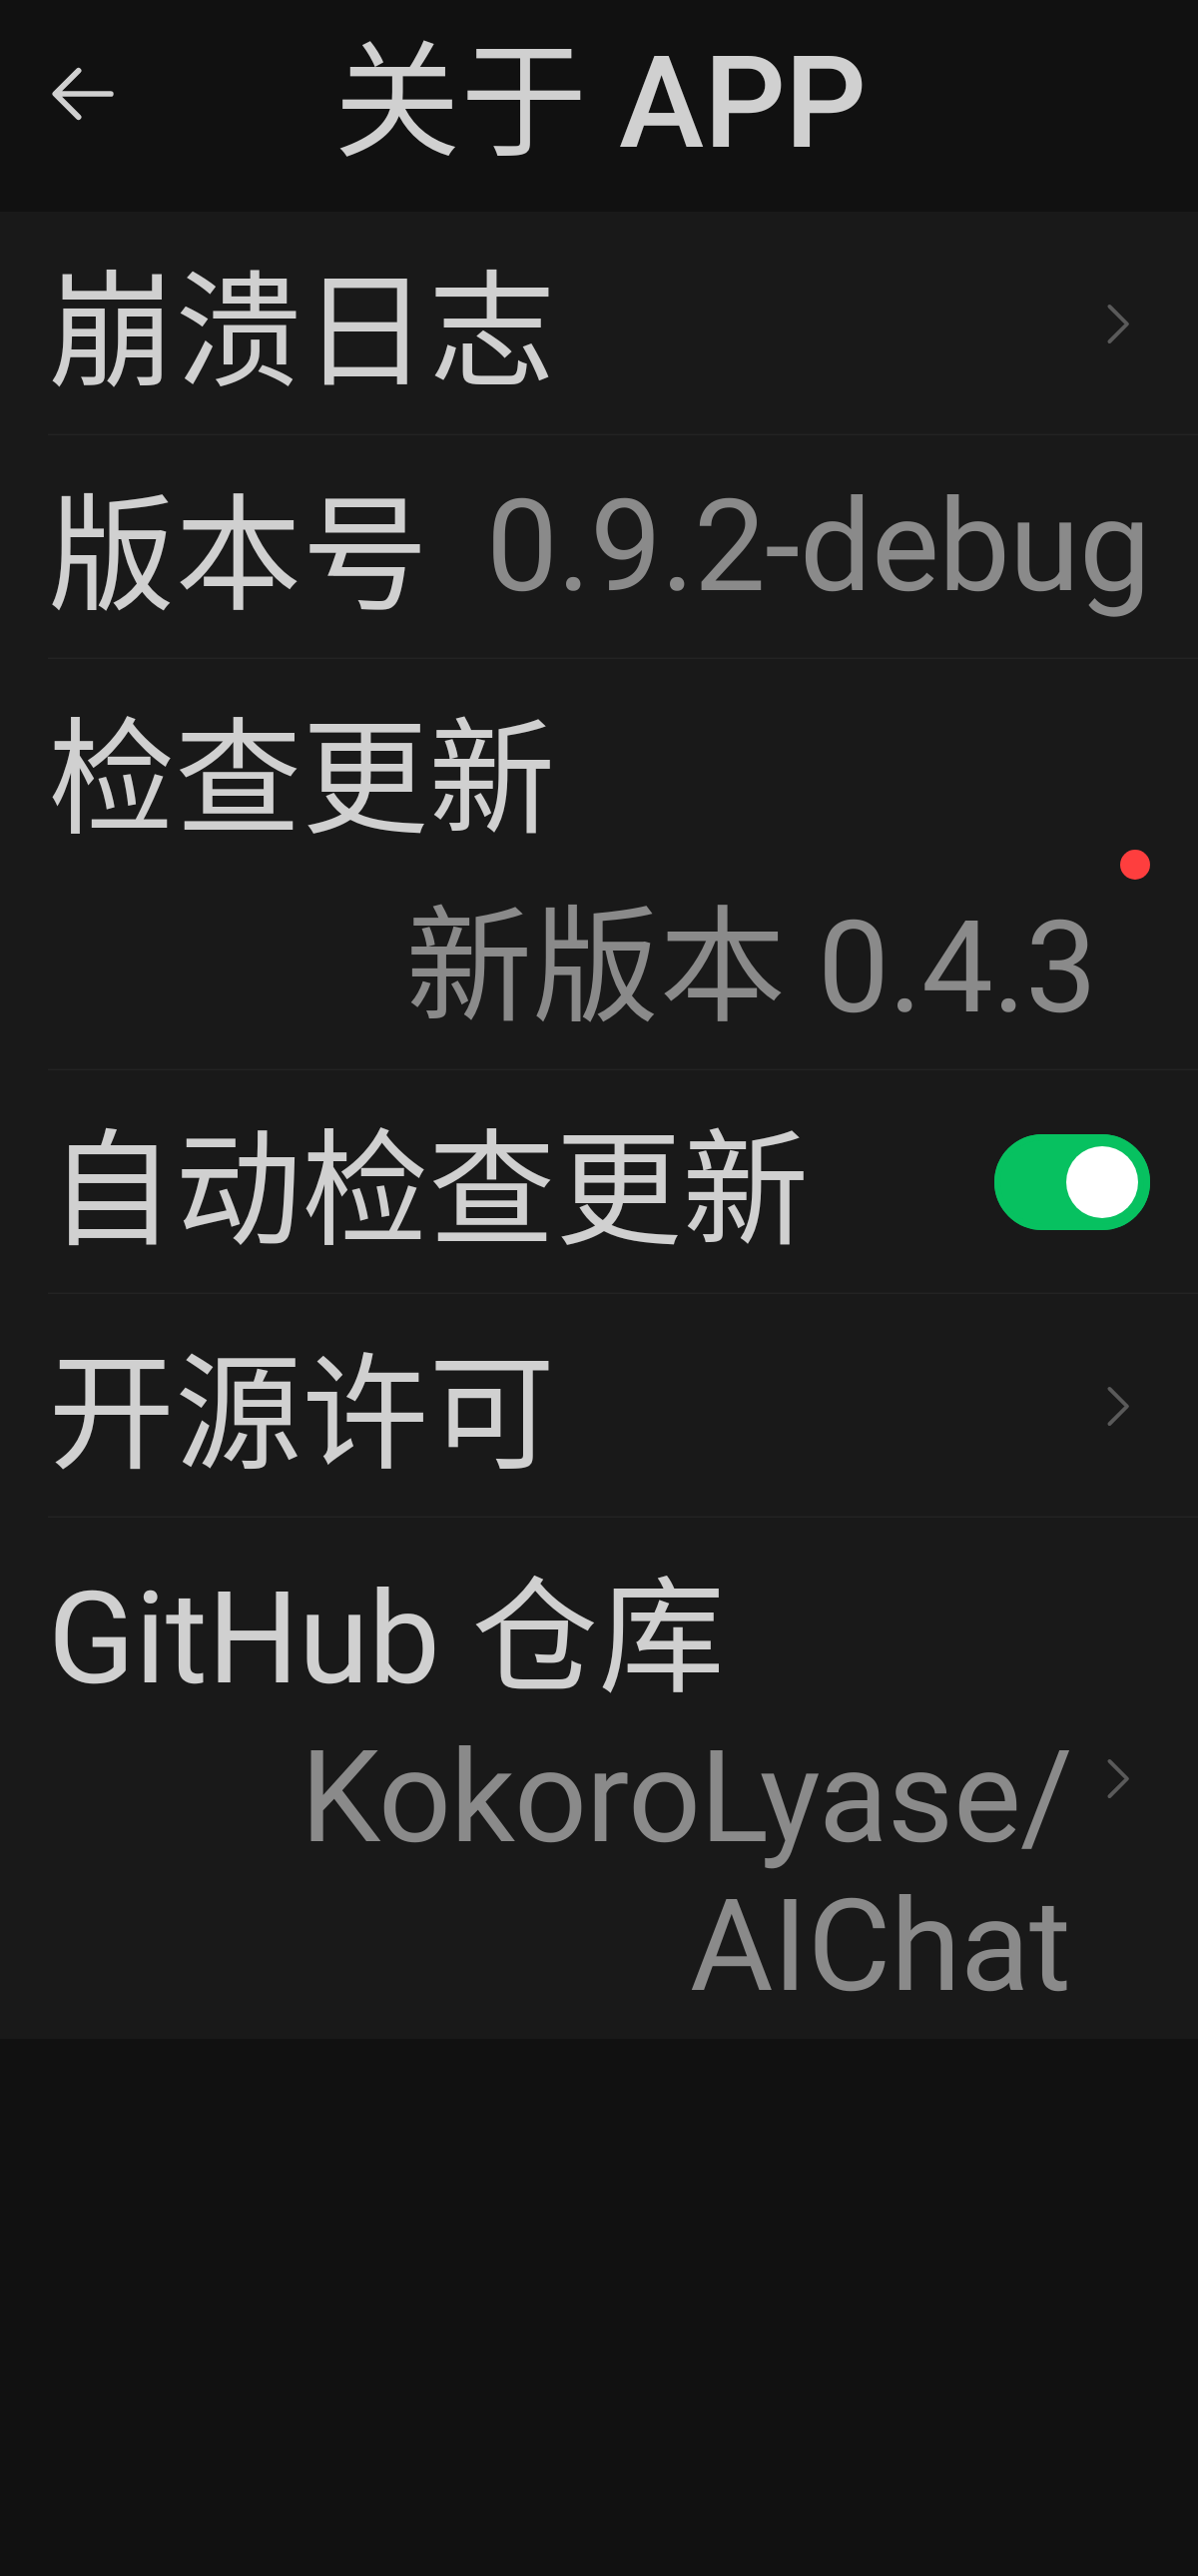 关于 APP
崩溃日志
版本号 0.9.2-debug
检查更新
新版本 0.4.3
自动检查更新
开源许可
GitHub 仓库
KokoroLyase/
AIChat